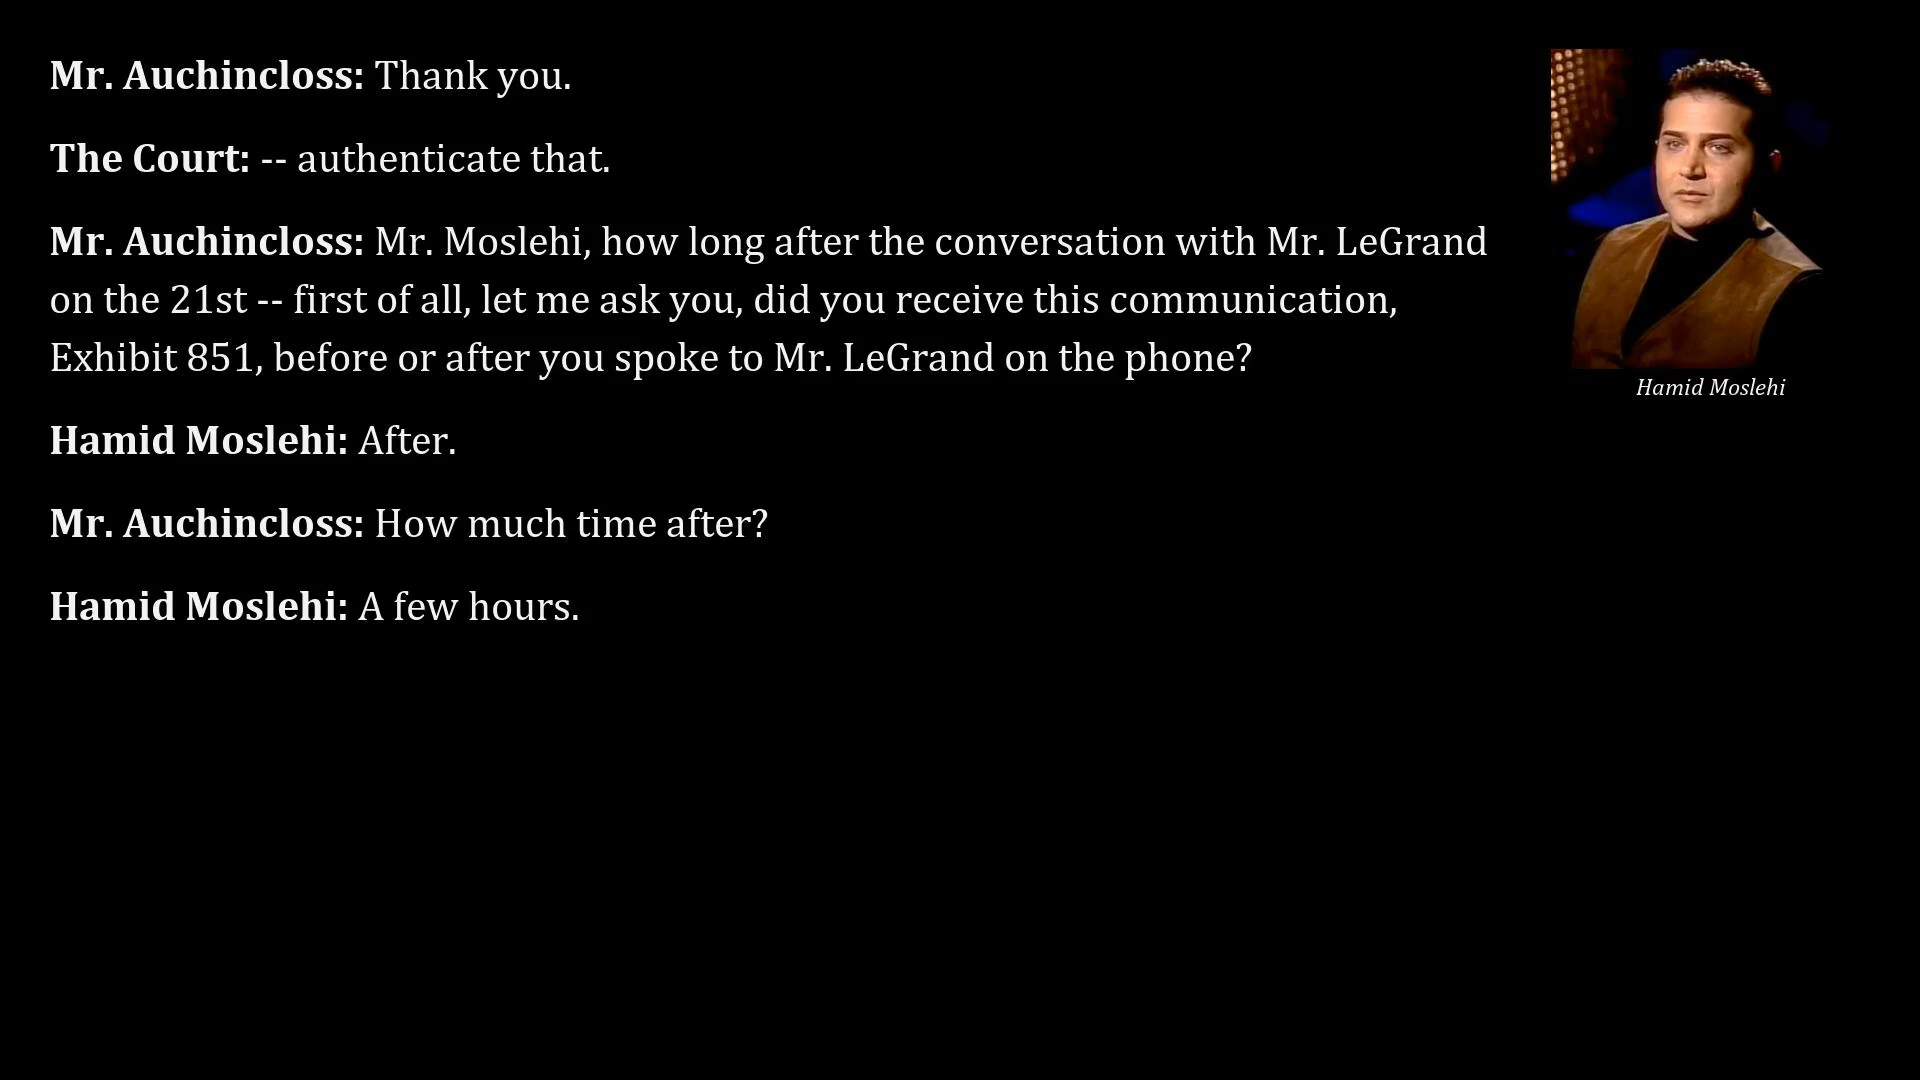 Mr. Auchincloss: Thank you.
The Court: -- authenticate that.
Mr. Auchincloss: Mr. Moslehi, how long after the conversation with Mr. LeGrand
on the 21st -- first of all, let me ask you, did you receive this communication,
Exhibit 851, before or after you spoke to Mr. LeGrand on the phone?
Hamid Moslehi: After.
Mr. Auchincloss: How much time after?
Hamid Moslehi: A few hours.
Hamid Moslehi